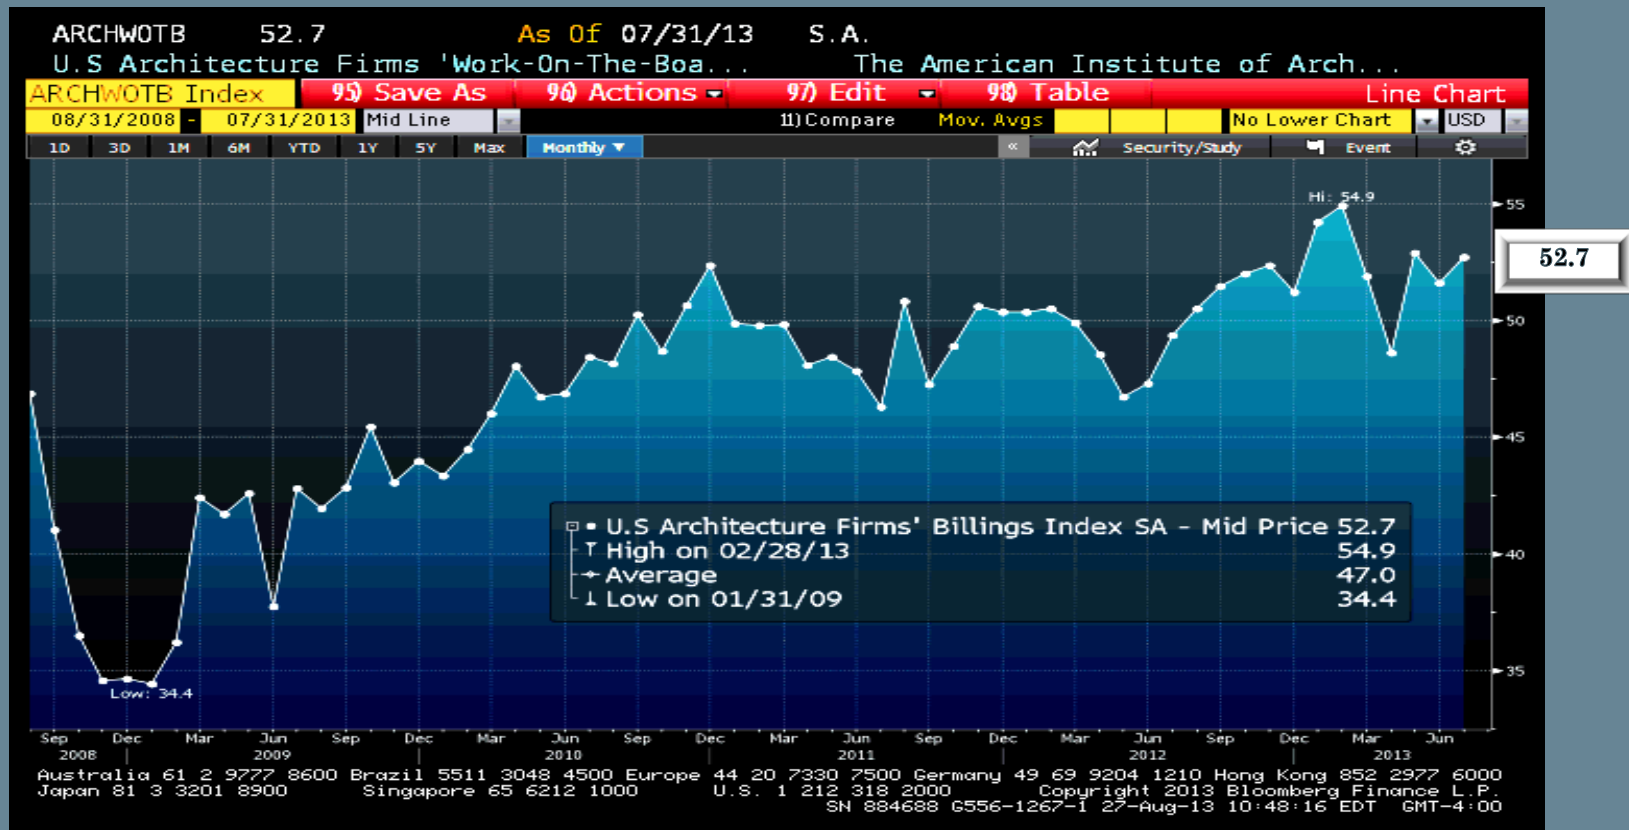 ARCHWOTB 52.7 As Of 07/31/13 S.A.
U.S Architecture Firms 'Work-On-The-Boa... The American Institute of Arch...
ARCHWOTB Index 95) Save As 96) Actions 97) Edit 98) Table Line Chart
08/31/2008 - 07/31/2013 Mid Line 11) Compare Mov. Avgs No Lower Chart USD
1D 3D 1M 6M YTD 1Y 5Y Max Monthly ▼ « Security/Study Event
Hi: 54.9
55
52.7
50
45
U.S Architecture Firms' Billings Index SA - Mid Price 52.7
High on 02/28/13 54.9
40
Average 47.0
Low on 01/31/09 34.4
35
Low: 34.4
Sep Dec Mar Jun Sep Dec Mar Jun Sep Dec Mar Jun Sep Dec Mar Jun Sep Dec Mar Jun
2008 2009 2010 2011 2012 2013
Australia 61 2 9777 8600 Brazil 5511 3048 4500 Europe 44 20 7330 7500 Germany 49 69 9204 1210 Hong Kong 852 2977 6000
Japan 81 3 3201 8900 Singapore 65 6212 1000 U.S. 1 212 318 2000 Copyright 2013 Bloomberg Finance L.P.
SN 884688 G556-1267-1 27-Aug-13 10:48:16 EDT GMT-4:00